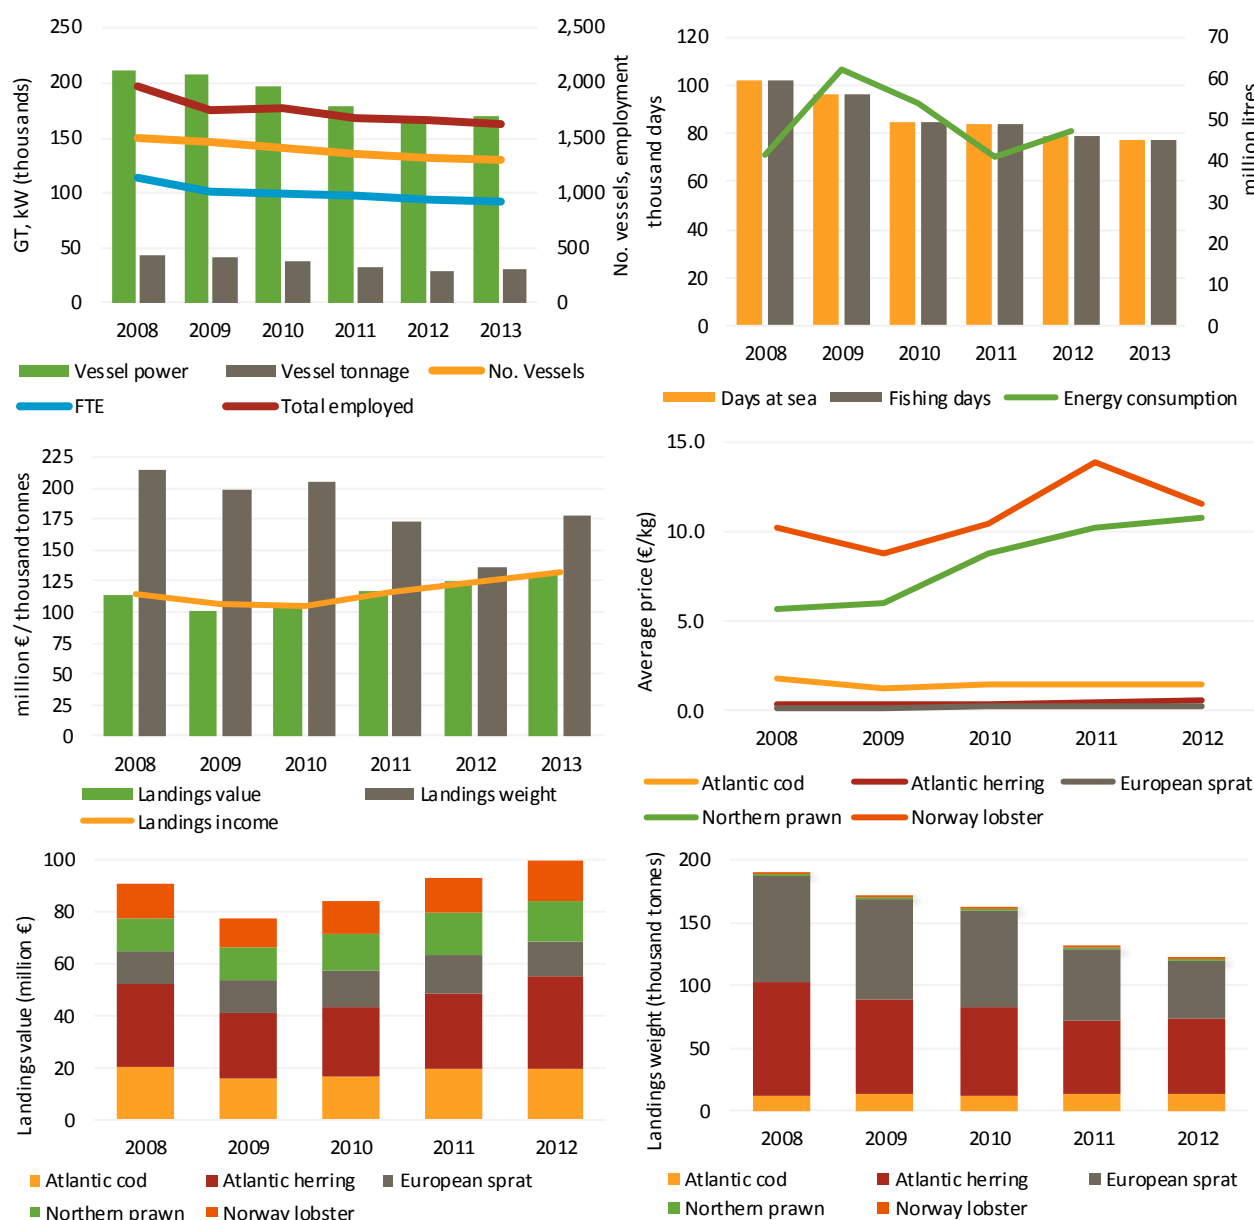 GT, kW (thousands)
250
200
150
100
50
0
2,500
2,000
1,500
1,000
500
0
No. vessels, employment
2008 2009 2010 2011 2012 2013
Vessel power Vessel tonnage No. Vessels
FTE Total employed
thousand days
120
100
80
60
40
20
0
70
60
50
40
30
20
10
0
million litres
2008 2009 2010 2011 2012 2013
Days at sea Fishing days Energy consumption
million € / thousand tonnes
225
200
175
150
125
100
75
50
25
0
2008 2009 2010 2011 2012 2013
Landings value Landings weight
Landings income
Average price (€/kg)
15.0
10.0
5.0
0.0
2008 2009 2010 2011 2012
Atlantic cod Atlantic herring European sprat
Northern prawn Norway lobster
Landings value (million €)
100
80
60
40
20
0
2008 2009 2010 2011 2012
Atlantic cod Atlantic herring European sprat
Northern prawn Norway lobster
Landings weight (thousand tonnes)
200
150
100
50
0
2008 2009 2010 2011 2012
Atlantic cod Atlantic herring European sprat
Northern prawn Norway lobster